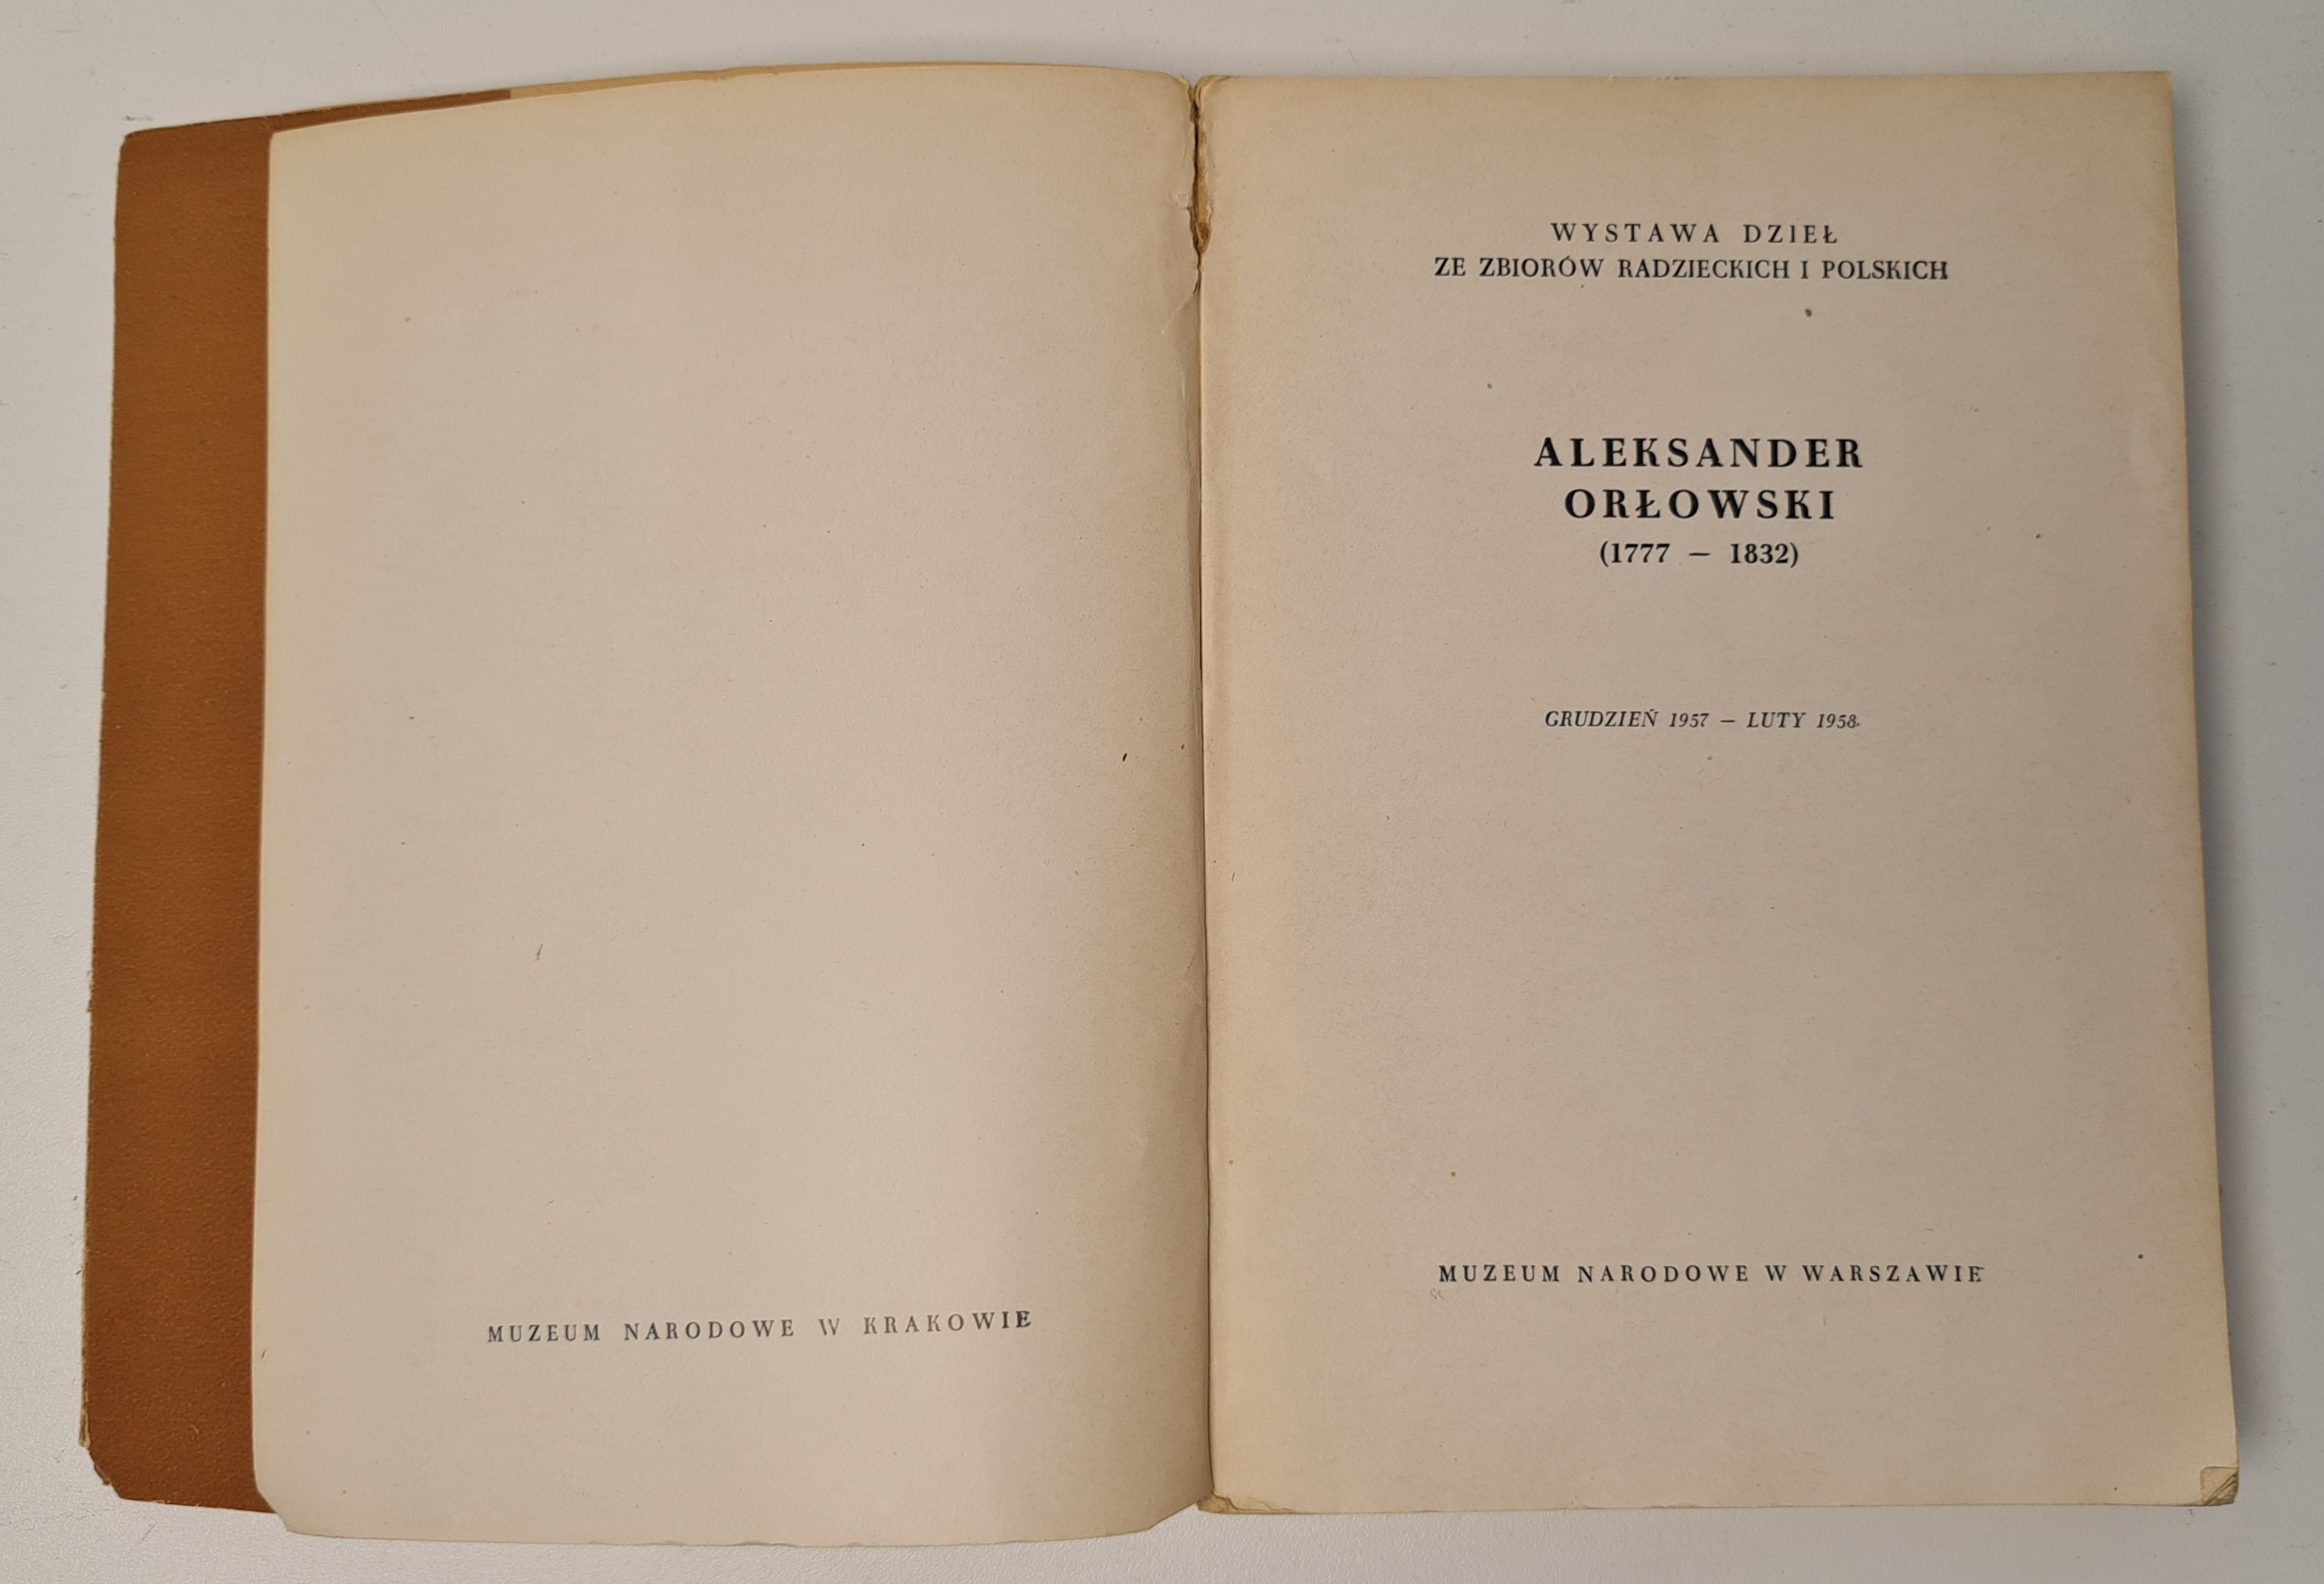 MUZEUM NARODOWE W KRAKOWIE
WYSTAWA DZIEŁ
ZE ZBIORÓW RADZIECKICH I POLSKICH
ALEKSANDER
ORŁOWSKI
(1777 — 1832)
GRUDZIEŃ 1957 — LUTY 1958
MUZEUM NARODOWE W WARSZAWIE